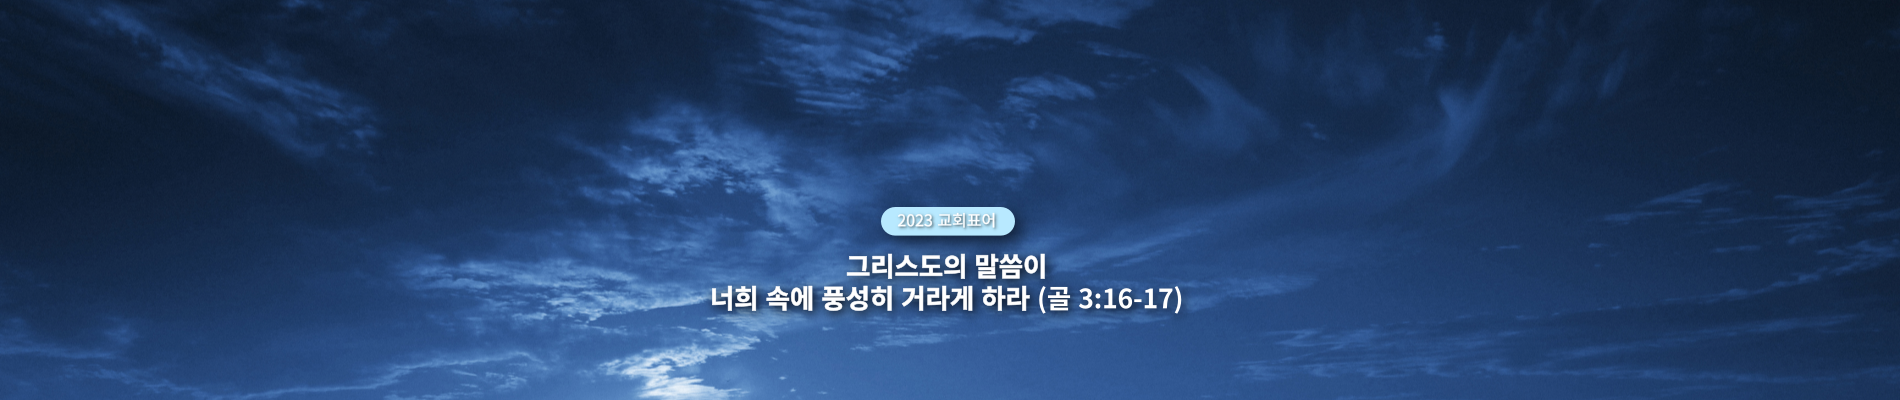 2023 교회표어
그리스도의 말씀이
너희 속에 풍성히 거라게 하라 (골 3:16-17)